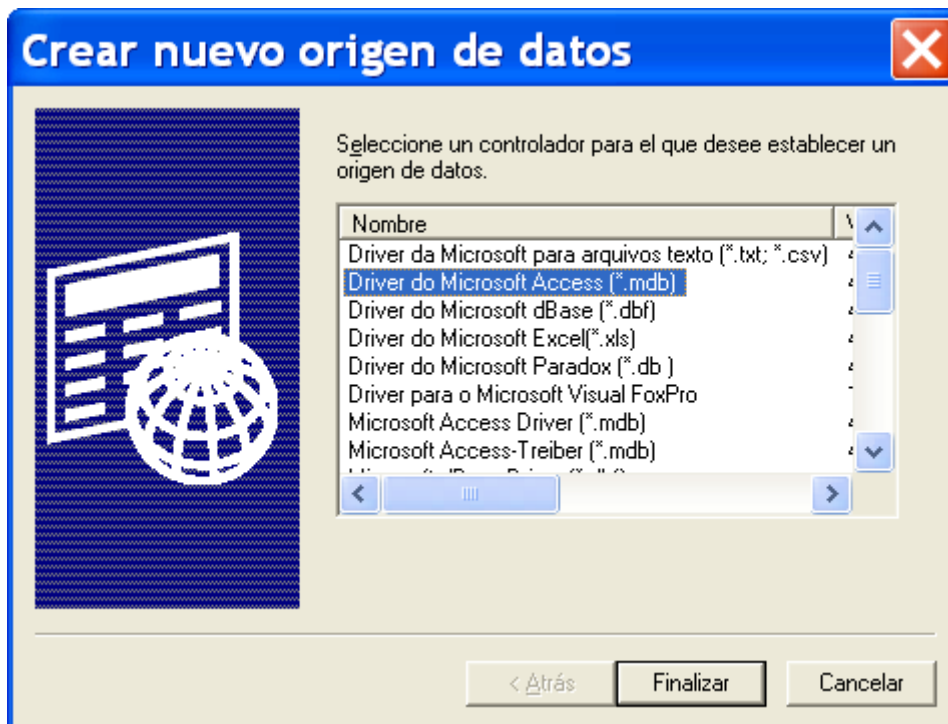 Crear nuevo origen de datos
Seleccione un controlador para el que desee establecer un
origen de datos.
Nombre
Driver da Microsoft para arquivos texto (*.txt; *.csv)
Driver do Microsoft Access (*.mdb)
Driver do Microsoft dBase (*.dbf)
Driver do Microsoft Excel(*.xls)
Driver do Microsoft Paradox (*.db )
Driver para o Microsoft Visual FoxPro
Microsoft Access Driver (*.mdb)
Microsoft Access-Treiber (*.mdb)
< Atrás
Finalizar
Cancelar